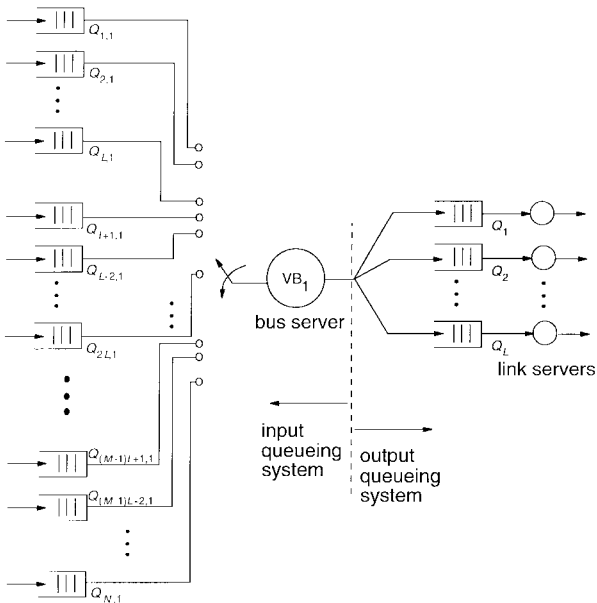 Q1,1
Q2,1
QL,1
Ql+1,1
QL-2,1
Q2L,1
Q(M-1)l+1,1
Q(M 1)L-2,1
QN,1
VB1
bus server
Q1
Q2
QL
link servers
input
queueing
system
output
queueing
system